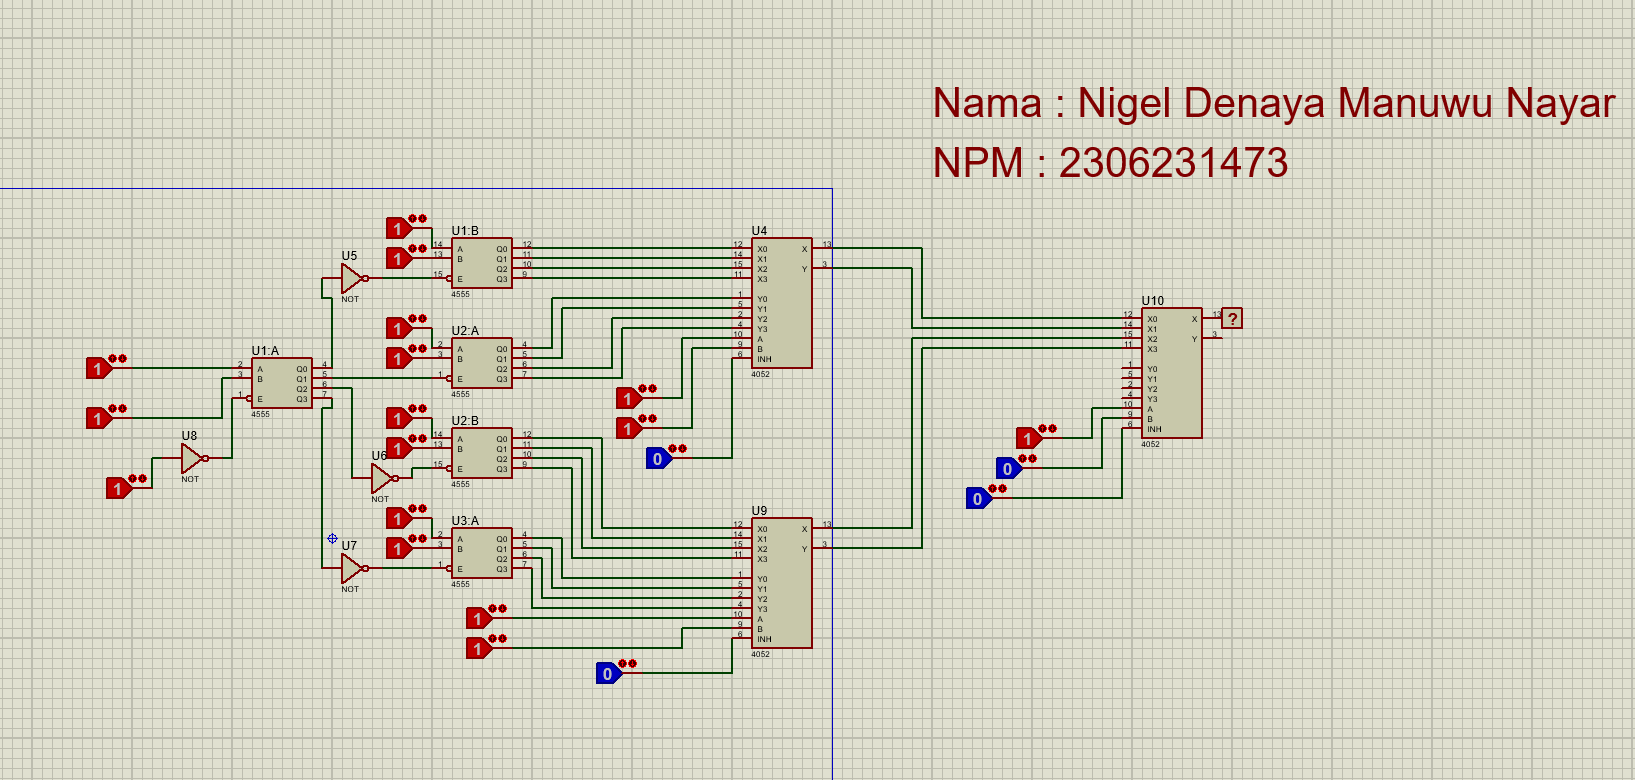 Nama : Nigel Denaya Manuwu Nayar
NPM : 2306231473
U1:B
1
1
14 A Q0 12
13 B Q1 11
Q2 10
15 E Q3 9
4555
U5
NOT
U2:A
1
1
2 A Q0 4
3 B Q1 5
Q2 6
1 E Q3 7
4555
U1:A
1
1
2 A Q0 4
3 B Q1 5
Q2 6
1 E Q3 7
4555
U8
NOT
1
U2:B
1
1
14 A Q0 12
13 B Q1 11
Q2 10
15 E Q3 9
4555
U6
NOT
U3:A
1
1
2 A Q0 4
3 B Q1 5
Q2 6
1 E Q3 7
4555
U7
NOT
U4
12 X0 X 13
14 X1
15 X2 Y 3
11 X3
1 Y0
5 Y1
2 Y2
4 Y3
10 A
9 B
6 INH
4052
1
1
0
U9
12 X0 X 13
14 X1
15 X2 Y 3
11 X3
1 Y0
5 Y1
2 Y2
4 Y3
10 A
9 B
6 INH
4052
1
1
0
U10
12 X0 X 13 ?
14 X1
15 X2 Y 3
11 X3
1 Y0
5 Y1
2 Y2
4 Y3
10 A
9 B
6 INH
4052
1
0
0